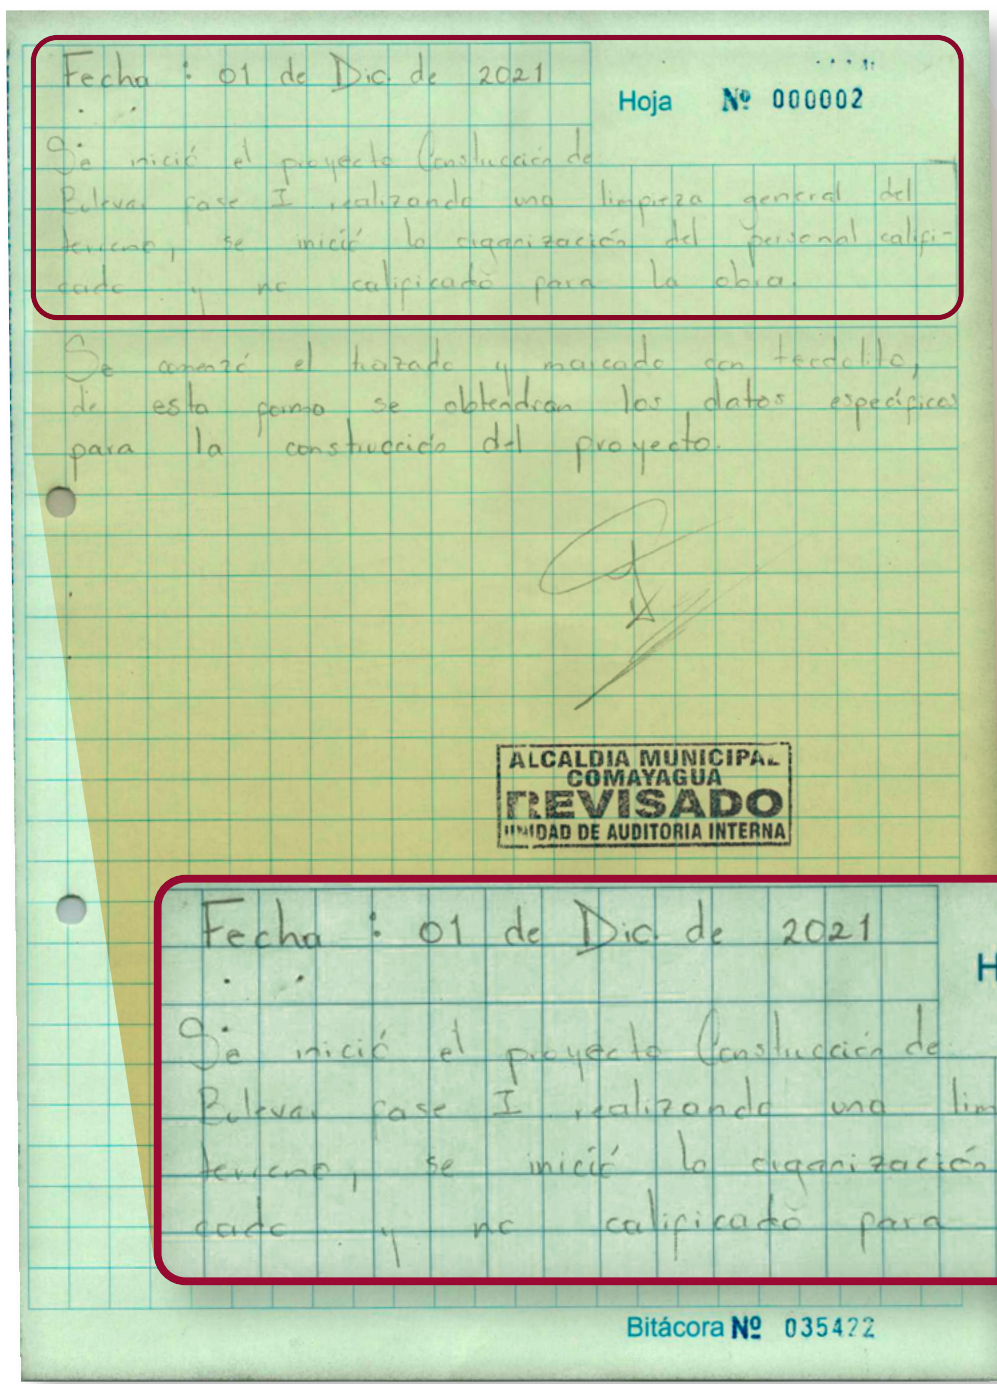 Fecha : 01 de Dic. de 2021
Hoja Nº 000002
Se inició el proyecto Construcción de
Bulevar fase I realizando una limpieza general del
terreno, se inició la organización del personal califi-
cado y no calificado para la obra.
Se comenzó el trazado y marcado con teodolito,
de esta forma se obtendran los datos específicos
para la construcción del proyecto.
ALCALDIA MUNICIPAL
COMAYAGUA
REVISADO
UNIDAD DE AUDITORIA INTERNA
Fecha : 01 de Dic. de 2021
H
Se inició el proyecto Construcción de
Bulevar fase I realizando una lim
terreno, se inició la organización
cado y no calificado para
Bitácora Nº 035422